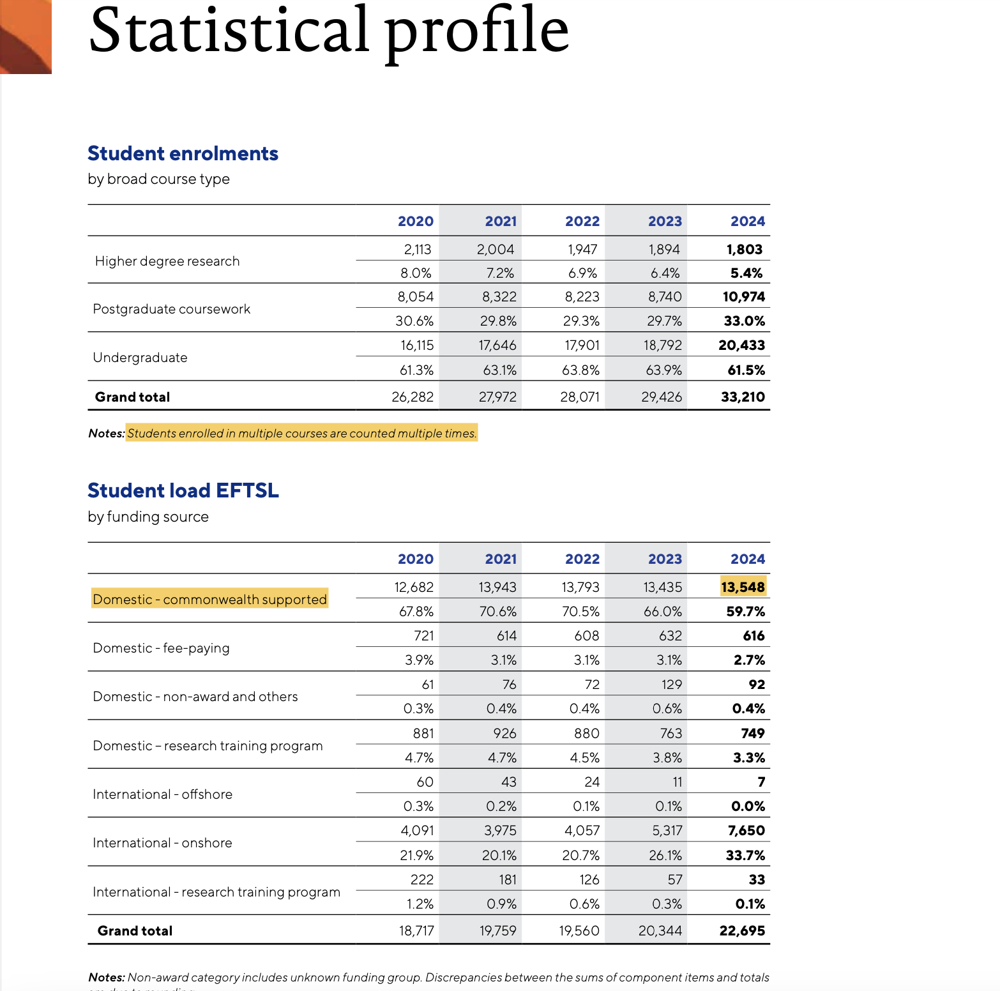 Statistical profile
Student enrolments
by broad course type
2020 2021 2022 2023 2024
Higher degree research
2,113 2,004 1,947 1,894 1,803
8.0% 7.2% 6.9% 6.4% 5.4%
Postgraduate coursework
8,054 8,322 8,223 8,740 10,974
30.6% 29.8% 29.3% 29.7% 33.0%
Undergraduate
16,115 17,646 17,901 18,792 20,433
61.3% 63.1% 63.8% 63.9% 61.5%
Grand total 26,282 27,972 28,071 29,426 33,210
Notes: Students enrolled in multiple courses are counted multiple times.
Student load EFTSL
by funding source
2020 2021 2022 2023 2024
Domestic - commonwealth supported
12,682 13,943 13,793 13,435 13,548
67.8% 70.6% 70.5% 66.0% 59.7%
Domestic - fee-paying
721 614 608 632 616
3.9% 3.1% 3.1% 3.1% 2.7%
Domestic - non-award and others
61 76 72 129 92
0.3% 0.4% 0.4% 0.6% 0.4%
Domestic – research training program
881 926 880 763 749
4.7% 4.7% 4.5% 3.8% 3.3%
International - offshore
60 43 24 11 7
0.3% 0.2% 0.1% 0.1% 0.0%
International - onshore
4,091 3,975 4,057 5,317 7,650
21.9% 20.1% 20.7% 26.1% 33.7%
International - research training program
222 181 126 57 33
1.2% 0.9% 0.6% 0.3% 0.1%
Grand total 18,717 19,759 19,560 20,344 22,695
Notes: Non-award category includes unknown funding group. Discrepancies between the sums of component items and totals